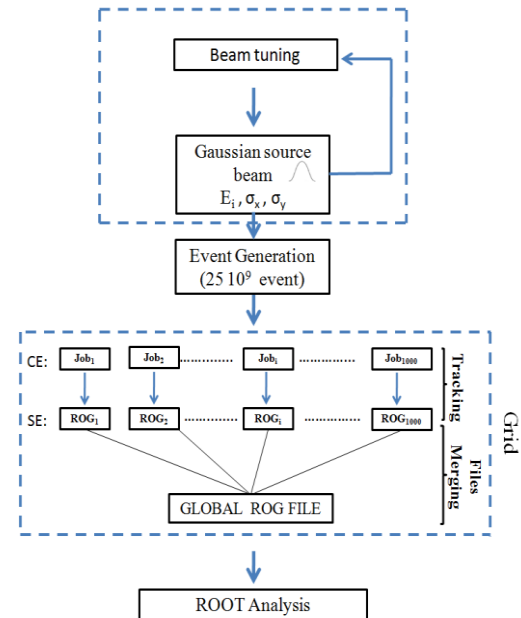 Beam tuning
Gaussian source
beam
Eᵢ , σₓ, σᵧ
Event Generation
(25 10⁹ event)
CE: Job₁ Job₂ ............. Jobᵢ ............... Job₁₀₀₀
Tracking
SE: ROG₁ ROG₂ ............. ROGᵢ ............... ROG₁₀₀₀
Files
Merging
Grid
GLOBAL ROG FILE
ROOT Analysis